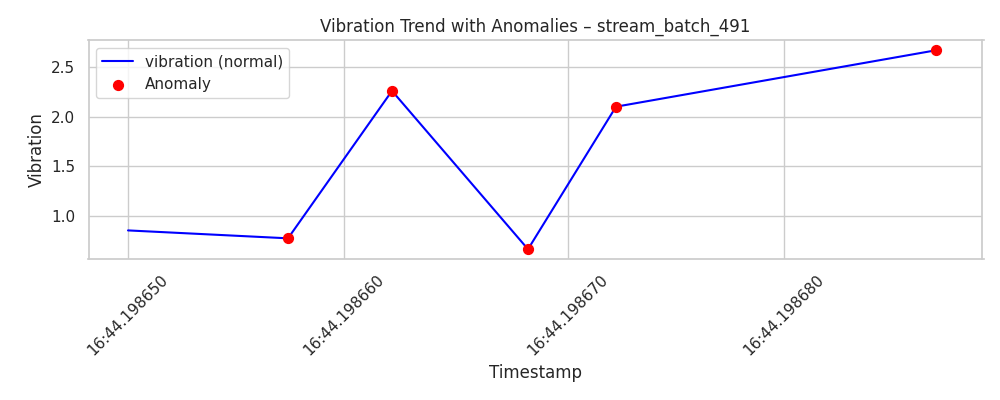 Vibration Trend with Anomalies – stream_batch_491
vibration (normal)
Anomaly
Vibration
2.5
2.0
1.5
1.0
16:44.198650
16:44.198660
16:44.198670
16:44.198680
Timestamp